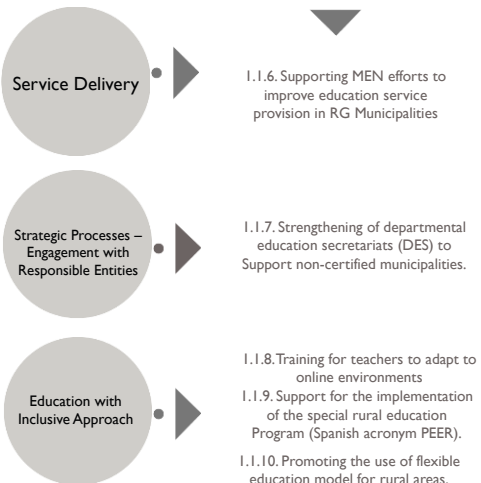 Service Delivery
1.1.6. Supporting MEN efforts to
improve education service
provision in RG Municipalities
Strategic Processes –
Engagement with
Responsible Entities
1.1.7. Strengthening of departmental
education secretariats (DES) to
Support non-certified municipalities.
Education with
Inclusive Approach
1.1.8. Training for teachers to adapt to
online environments
1.1.9. Support for the implementation
of the special rural education
Program (Spanish acronym PEER).
1.1.10. Promoting the use of flexible
education model for rural areas.